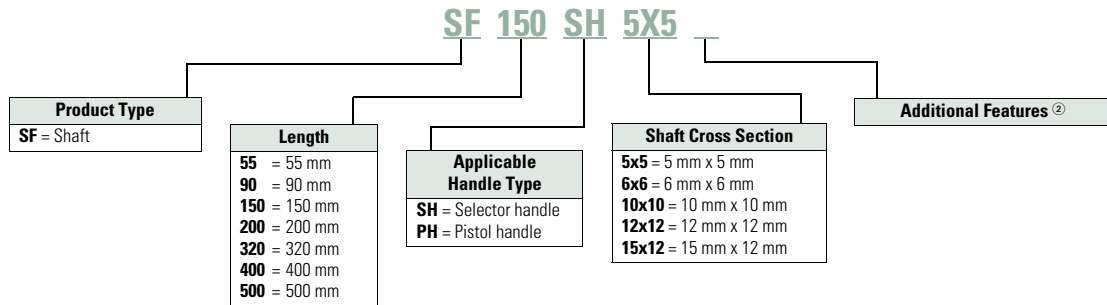 SF 150 SH 5X5 _
Product Type
SF = Shaft
Length
55 = 55 mm
90 = 90 mm
150 = 150 mm
200 = 200 mm
320 = 320 mm
400 = 400 mm
500 = 500 mm
Applicable
Handle Type
SH = Selector handle
PH = Pistol handle
Shaft Cross Section
5x5 = 5 mm x 5 mm
6x6 = 6 mm x 6 mm
10x10 = 10 mm x 10 mm
12x12 = 12 mm x 12 mm
15x12 = 15 mm x 12 mm
Additional Features ②